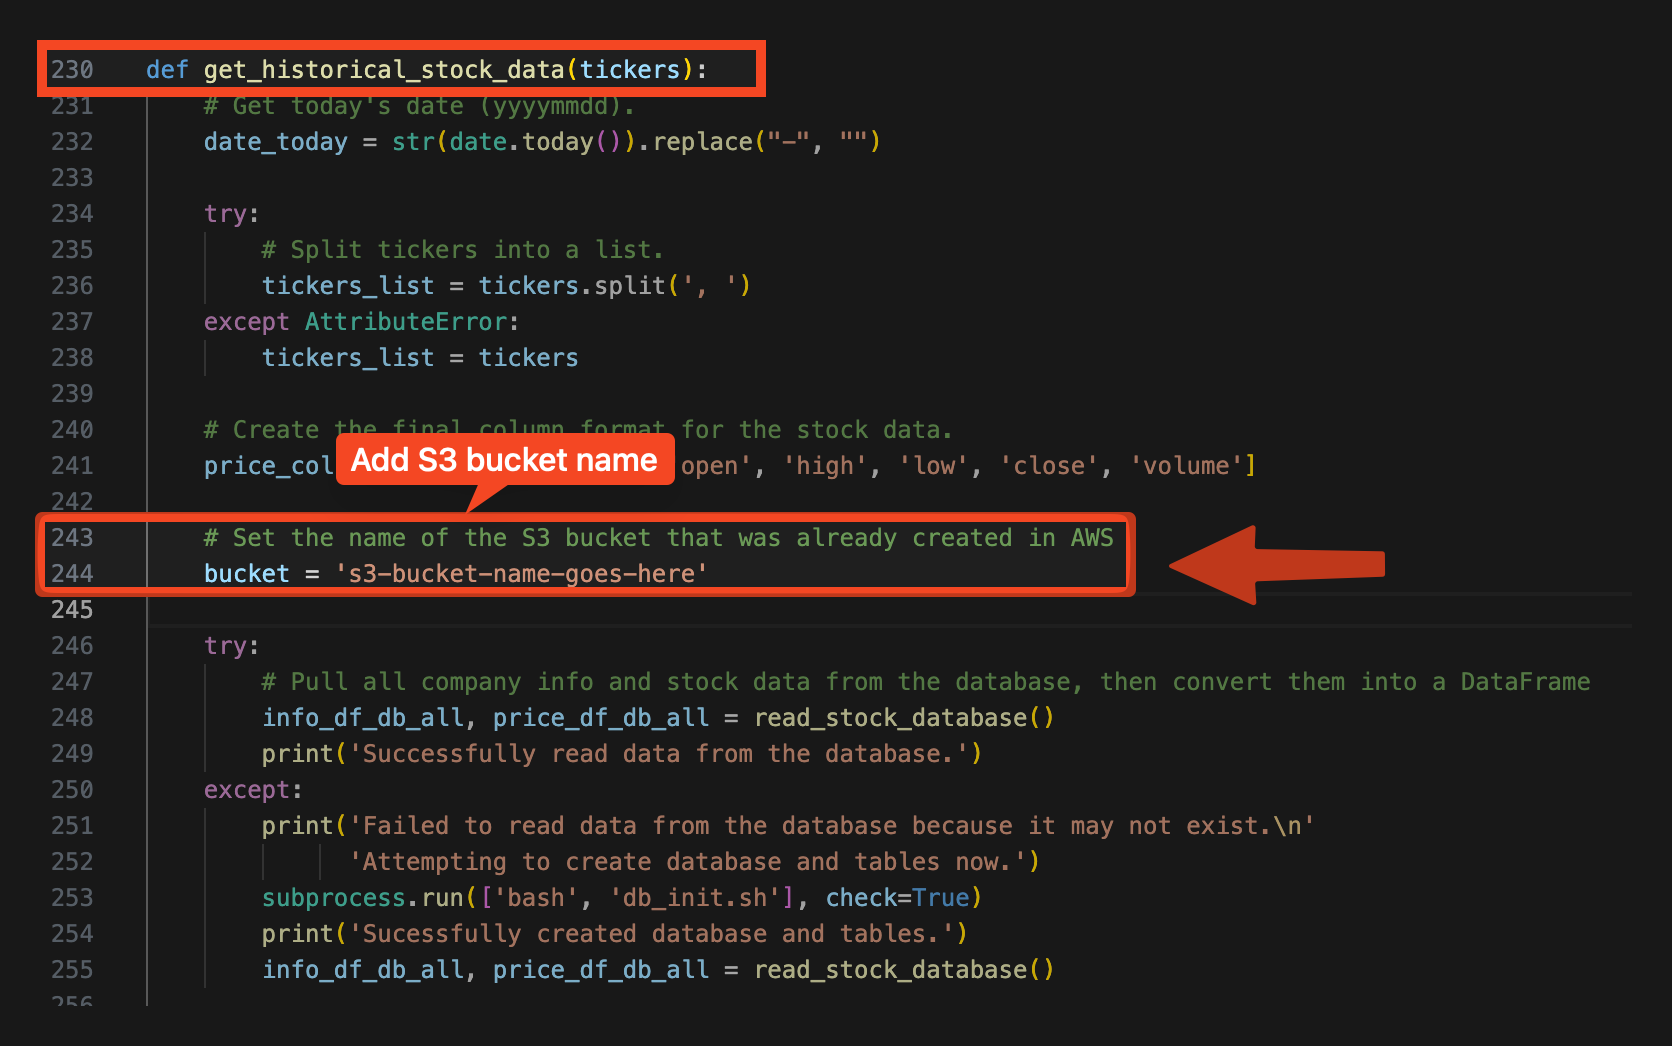 230 def get_historical_stock_data(tickers):
231 # Get today's date (yyyymmdd).
232 date_today = str(date.today()).replace("-", "")
233
234 try:
235 # Split tickers into a list.
236 tickers_list = tickers.split(', ')
237 except AttributeError:
238 tickers_list = tickers
239
240 # Create the final column format for the stock data.
Add S3 bucket name
241 price_col open', 'high', 'low', 'close', 'volume']
242
243 # Set the name of the S3 bucket that was already created in AWS
244 bucket = 's3-bucket-name-goes-here'
245
246 try:
247 # Pull all company info and stock data from the database, then convert them into a DataFrame
248 info_df_db_all, price_df_db_all = read_stock_database()
249 print('Successfully read data from the database.')
250 except:
251 print('Failed to read data from the database because it may not exist.\n'
252 'Attempting to create database and tables now.')
253 subprocess.run(['bash', 'db_init.sh'], check=True)
254 print('Sucessfully created database and tables.')
255 info_df_db_all, price_df_db_all = read_stock_database()
256